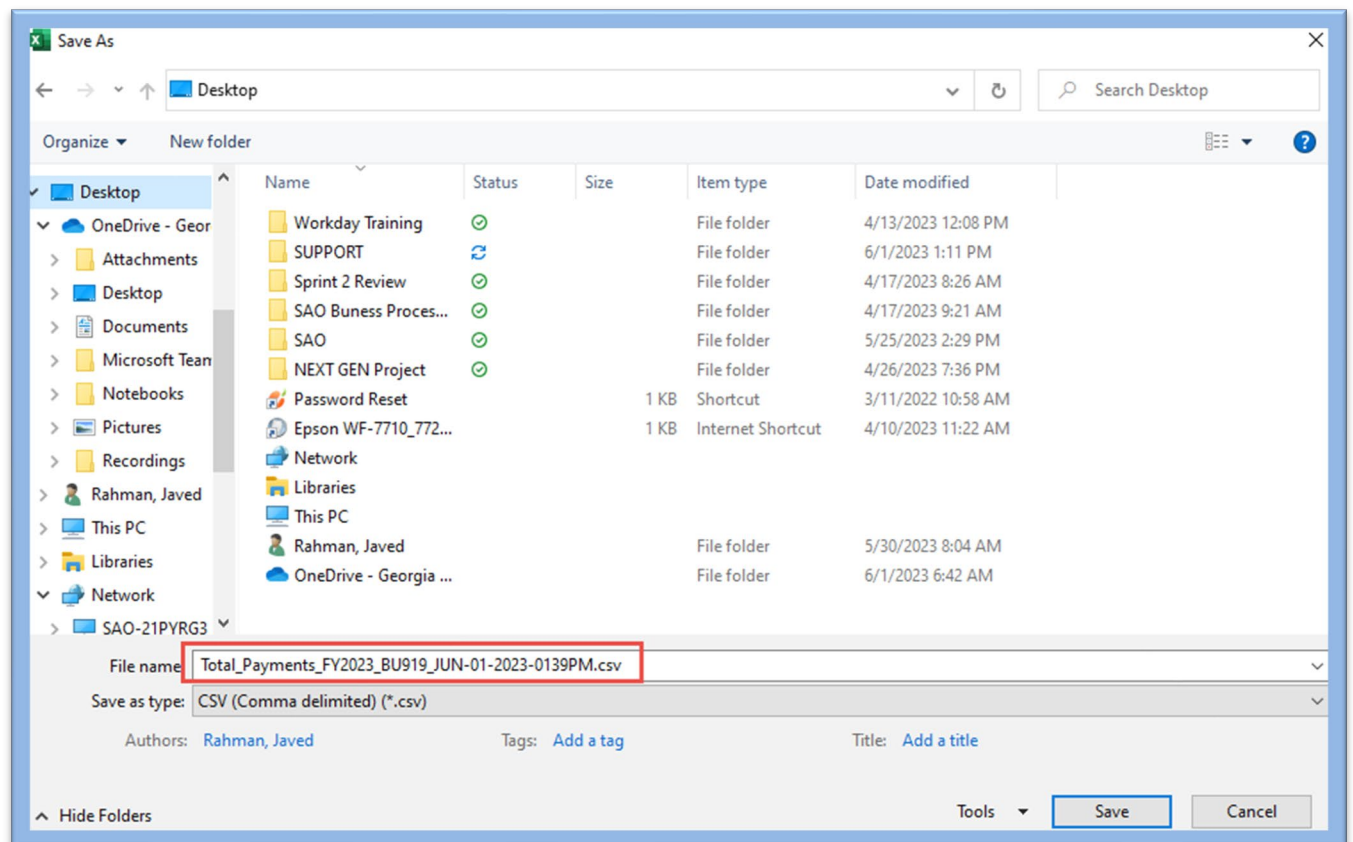 Save As
Desktop
Search Desktop
Organize
New folder
Name Status Size Item type Date modified
Desktop
OneDrive - Geor
Attachments
Desktop
Documents
Microsoft Team
Notebooks
Pictures
Recordings
Rahman, Javed
This PC
Libraries
Network
SAO-21PYRG3
Workday Training File folder 4/13/2023 12:08 PM
SUPPORT File folder 6/1/2023 1:11 PM
Sprint 2 Review File folder 4/17/2023 8:26 AM
SAO Buness Proces... File folder 4/17/2023 9:21 AM
SAO File folder 5/25/2023 2:29 PM
NEXT GEN Project File folder 4/26/2023 7:36 PM
Password Reset 1 KB Shortcut 3/11/2022 10:58 AM
Epson WF-7710_772... 1 KB Internet Shortcut 4/10/2023 11:22 AM
Network
Libraries
This PC
Rahman, Javed File folder 5/30/2023 8:04 AM
OneDrive - Georgia ... File folder 6/1/2023 6:42 AM
File name Total_Payments_FY2023_BU919_JUN-01-2023-0139PM.csv
Save as type: CSV (Comma delimited) (*.csv)
Authors: Rahman, Javed Tags: Add a tag Title: Add a title
Hide Folders Tools Save Cancel